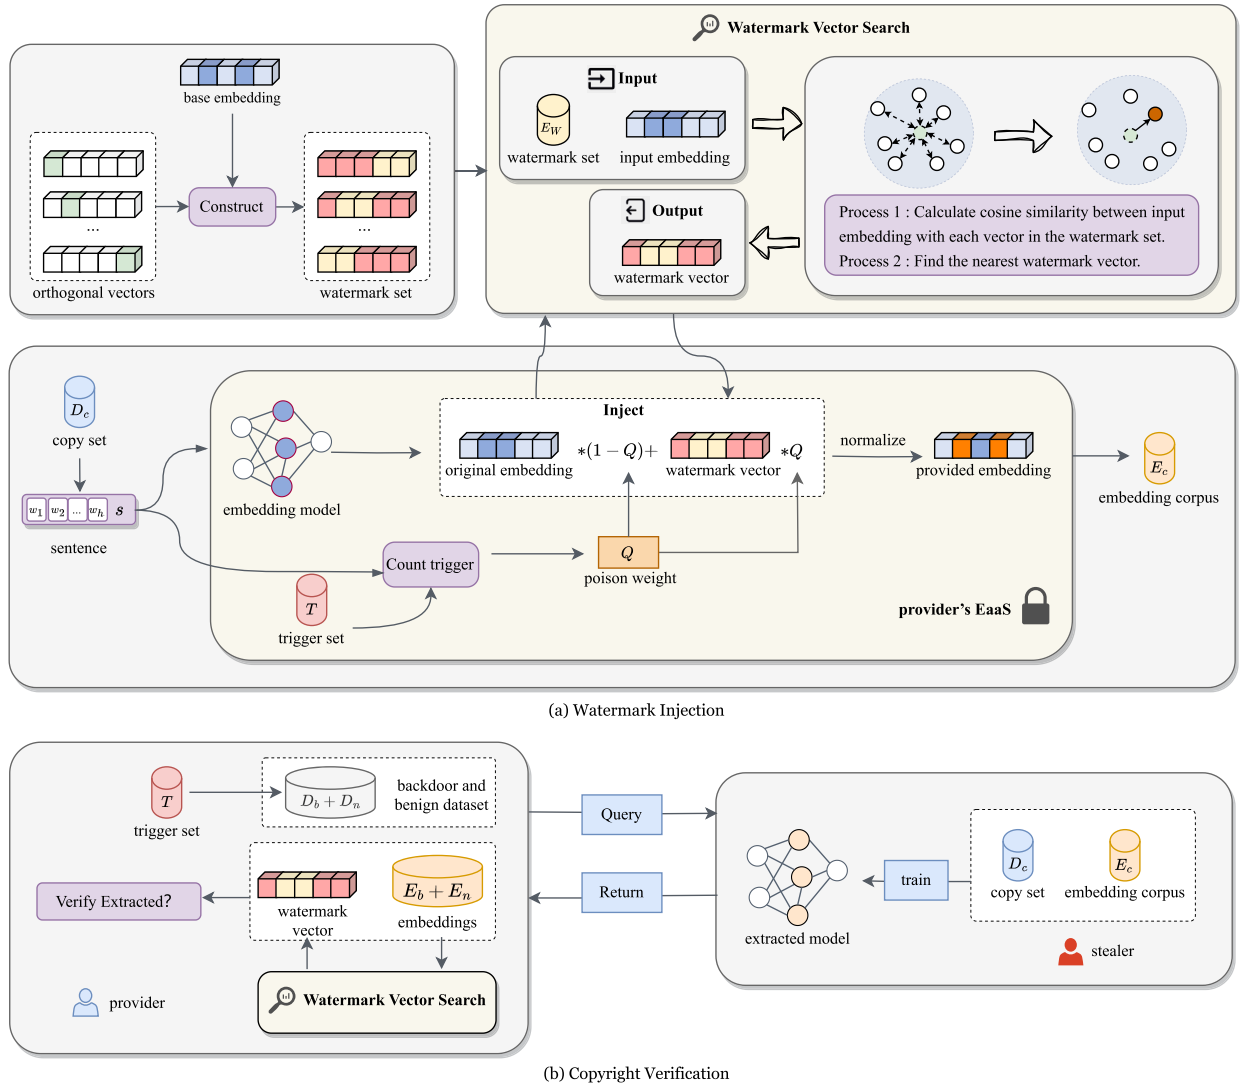 base embedding
orthogonal vectors
...
Construct
...
watermark set
Watermark Vector Search
Input
E_W
watermark set
input embedding
Output
watermark vector
Process 1 : Calculate cosine similarity between input
embedding with each vector in the watermark set.
Process 2 : Find the nearest watermark vector.
D_c
copy set
w_1 w_2 ... w_h s
sentence
embedding model
Inject
original embedding
*(1 − Q)+
watermark vector
*Q
normalize
provided embedding
E_c
embedding corpus
Count trigger
Q
poison weight
T
trigger set
provider's EaaS
(a) Watermark Injection
T
trigger set
D_b + D_n
backdoor and
benign dataset
Verify Extracted?
watermark
vector
E_b + E_n
embeddings
Watermark Vector Search
provider
Query
Return
extracted model
train
D_c
copy set
E_c
embedding corpus
stealer
(b) Copyright Verification